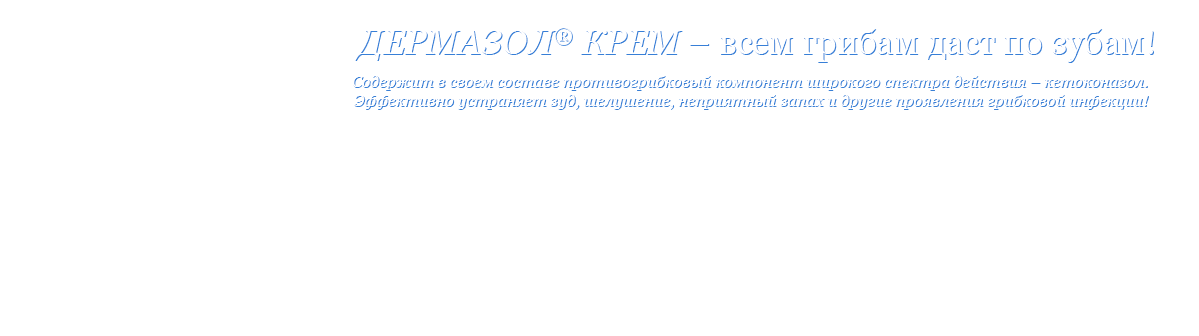 ДЕРМАЗОЛ® КРЕМ – всем грибам даст по зубам!
Содержит в своем составе противогрибковый компонент широкого спектра действия – кетоконазол.
Эффективно устраняет зуд, шелушение, неприятный запах и другие проявления грибковой инфекции!